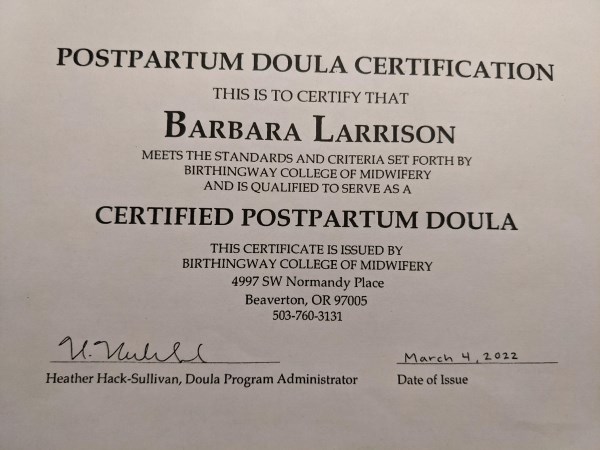 POSTPARTUM DOULA CERTIFICATION
THIS IS TO CERTIFY THAT
BARBARA LARRISON
MEETS THE STANDARDS AND CRITERIA SET FORTH BY
BIRTHINGWAY COLLEGE OF MIDWIFERY
AND IS QUALIFIED TO SERVE AS A
CERTIFIED POSTPARTUM DOULA
THIS CERTIFICATE IS ISSUED BY
BIRTHINGWAY COLLEGE OF MIDWIFERY
4997 SW Normandy Place
Beaverton, OR 97005
503-760-3131
March 4, 2022
Heather Hack-Sullivan, Doula Program Administrator
Date of Issue